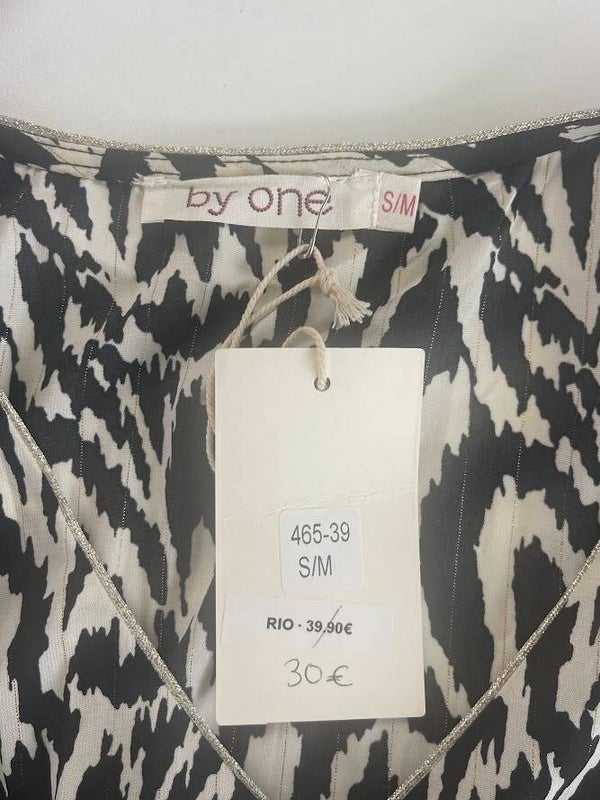 by one
S/M
465-39
S/M
RIO · 39,90€
30€